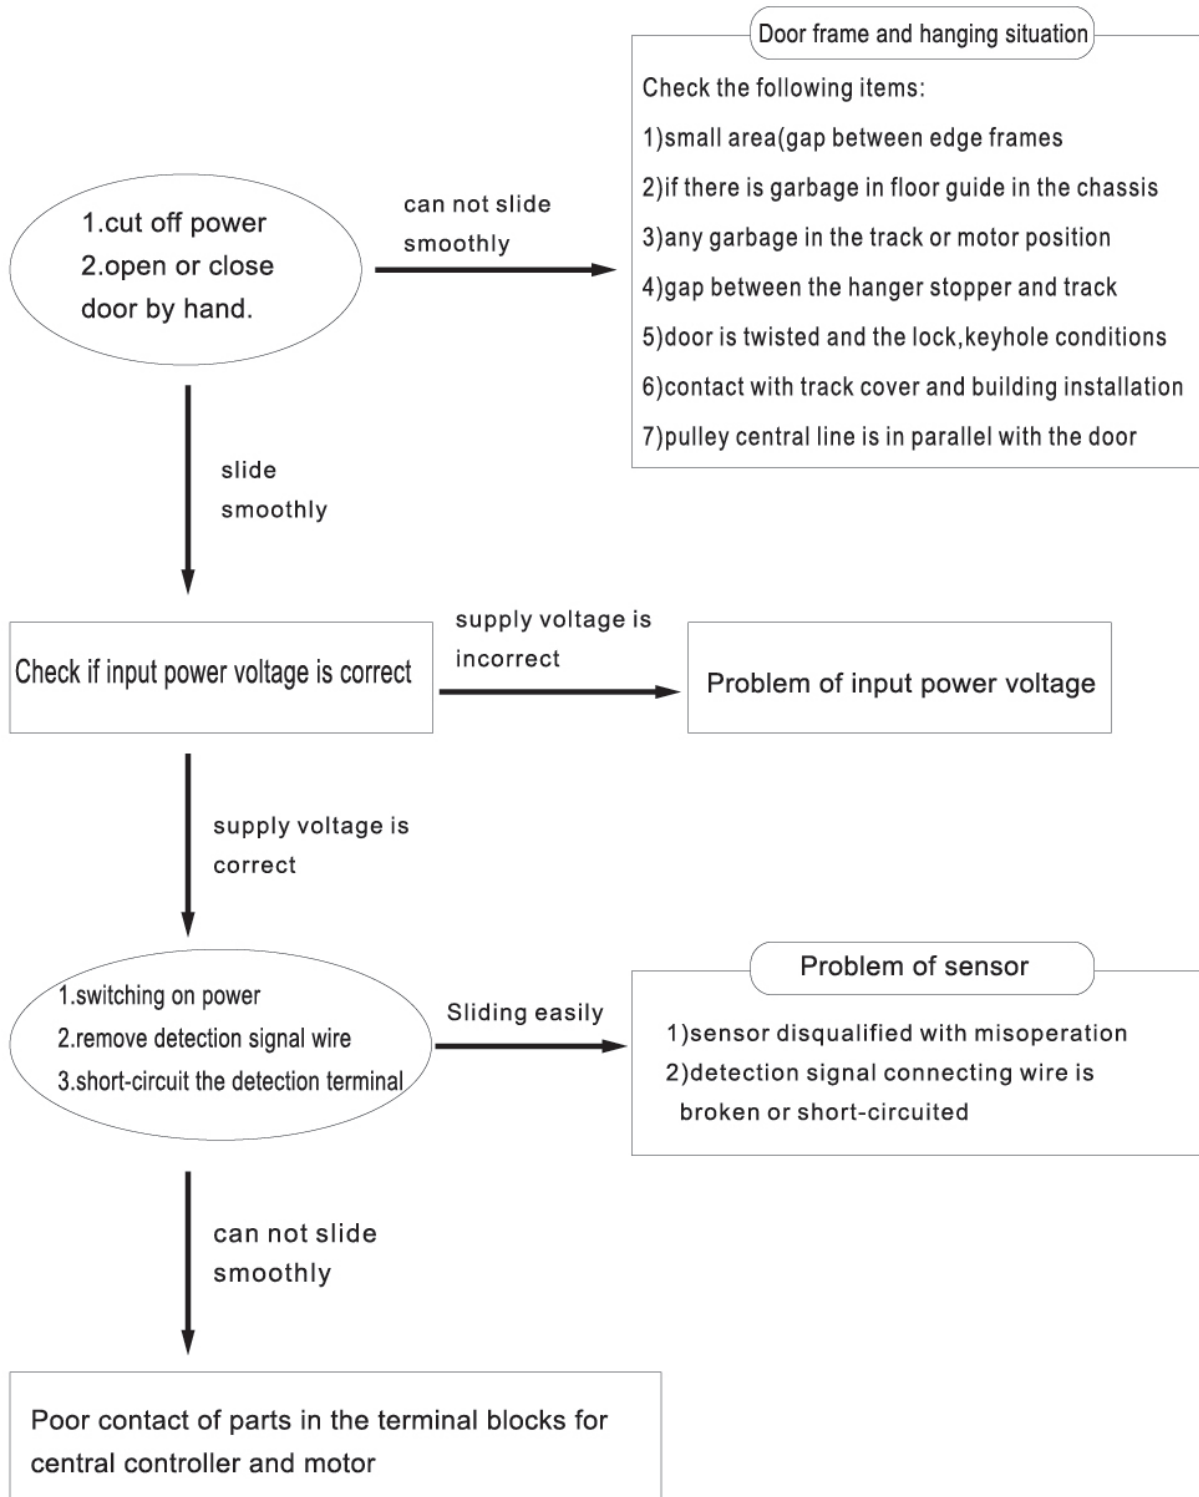 Door frame and hanging situation
Check the following items:
1)small area(gap between edge frames
2)if there is garbage in floor guide in the chassis
3)any garbage in the track or motor position
4)gap between the hanger stopper and track
5)door is twisted and the lock,keyhole conditions
6)contact with track cover and building installation
7)pulley central line is in parallel with the door
1.cut off power
2.open or close
door by hand.
can not slide
smoothly
slide
smoothly
Check if input power voltage is correct
supply voltage is
incorrect
Problem of input power voltage
supply voltage is
correct
1.switching on power
2.remove detection signal wire
3.short-circuit the detection terminal
Sliding easily
Problem of sensor
1)sensor disqualified with misoperation
2)detection signal connecting wire is
broken or short-circuited
can not slide
smoothly
Poor contact of parts in the terminal blocks for
central controller and motor